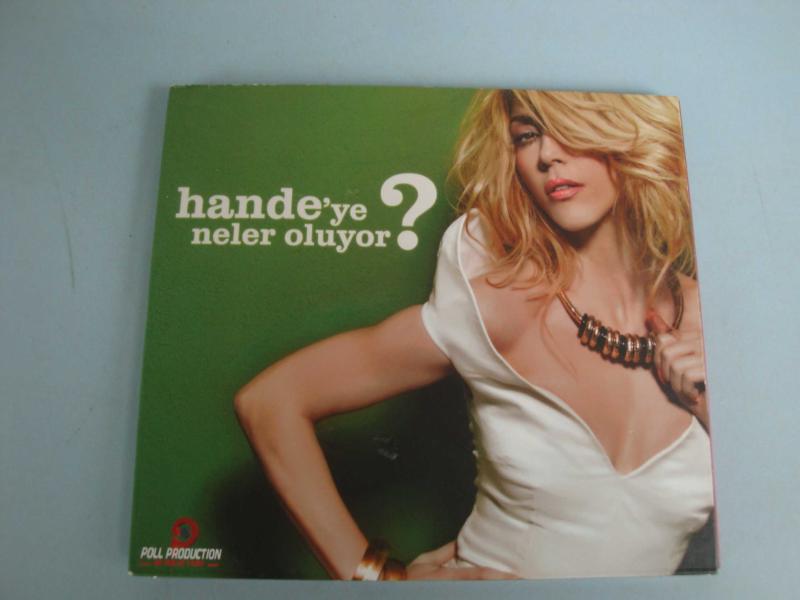 hande'ye
neler oluyor?
POLL PRODUCTION